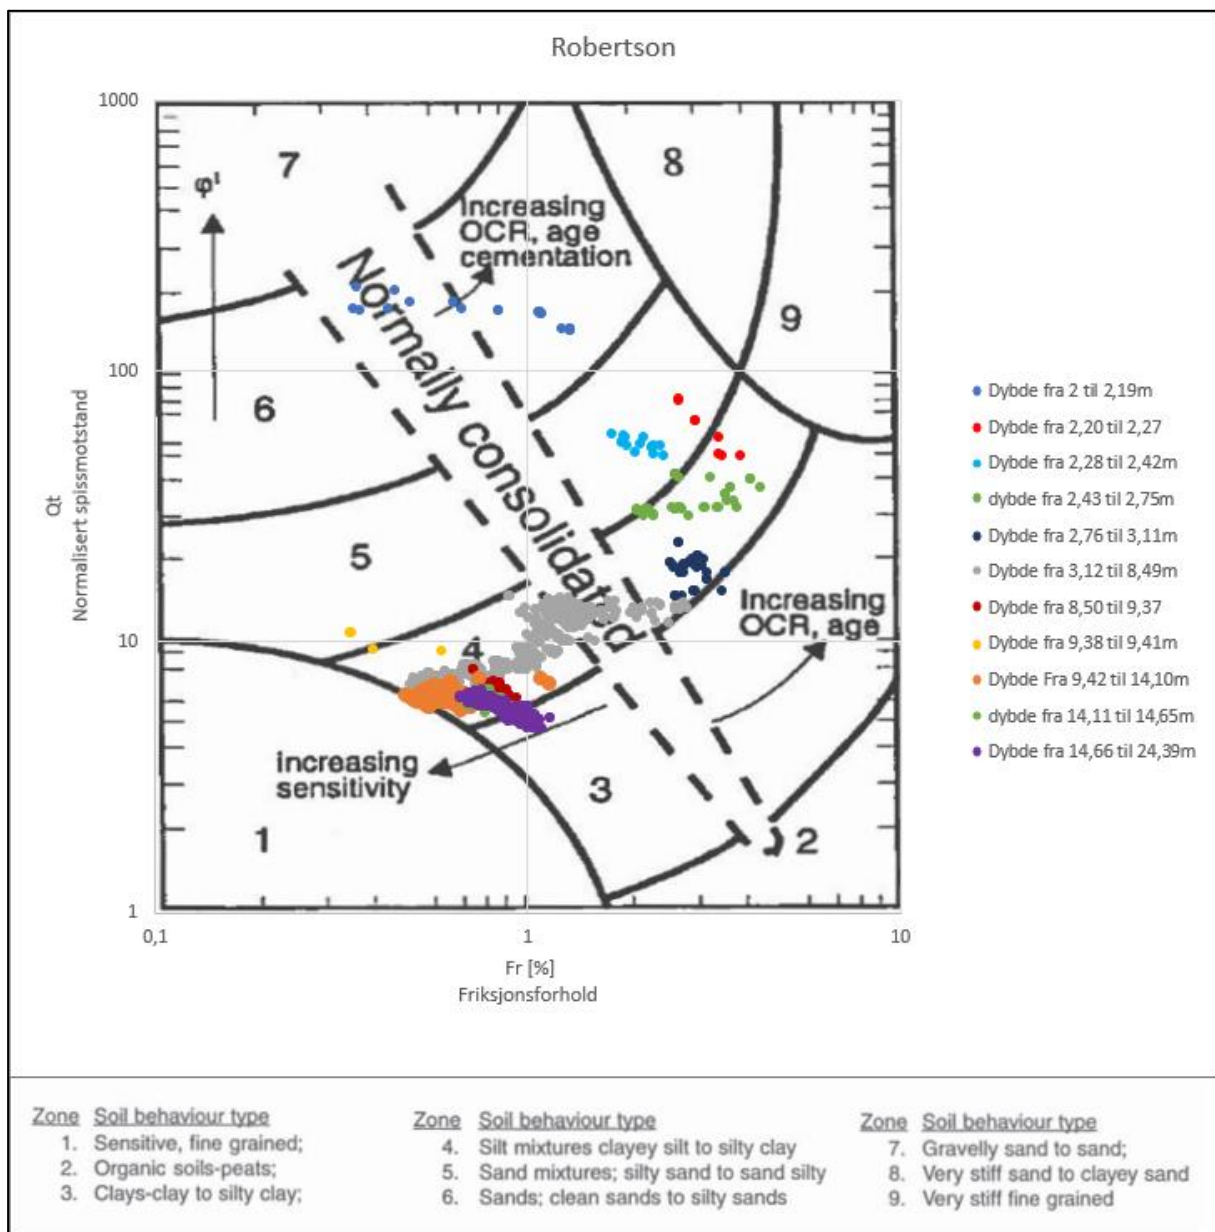 Robertson
1000
100
10
1
Qt
Normalisert spissmotstand
0,1
1
10
Fr [%]
Friksjonsforhold
7
8
φ'
Increasing
OCR, age
cementation
9
6
Normally consolidated
5
4
Increasing
OCR, age
increasing
sensitivity
3
1
2
Dybde fra 2 til 2,19m
Dybde fra 2,20 til 2,27
Dybde fra 2,28 til 2,42m
dybde fra 2,43 til 2,75m
Dybde fra 2,76 til 3,11m
Dybde fra 3,12 til 8,49m
Dybde fra 8,50 til 9,37
Dybde fra 9,38 til 9,41m
Dybde Fra 9,42 til 14,10m
dybde fra 14,11 til 14,65m
Dybde fra 14,66 til 24,39m
Zone Soil behaviour type
1. Sensitive, fine grained;
2. Organic soils-peats;
3. Clays-clay to silty clay;
Zone Soil behaviour type
4. Silt mixtures clayey silt to silty clay
5. Sand mixtures; silty sand to sand silty
6. Sands; clean sands to silty sands
Zone Soil behaviour type
7. Gravelly sand to sand;
8. Very stiff sand to clayey sand
9. Very stiff fine grained